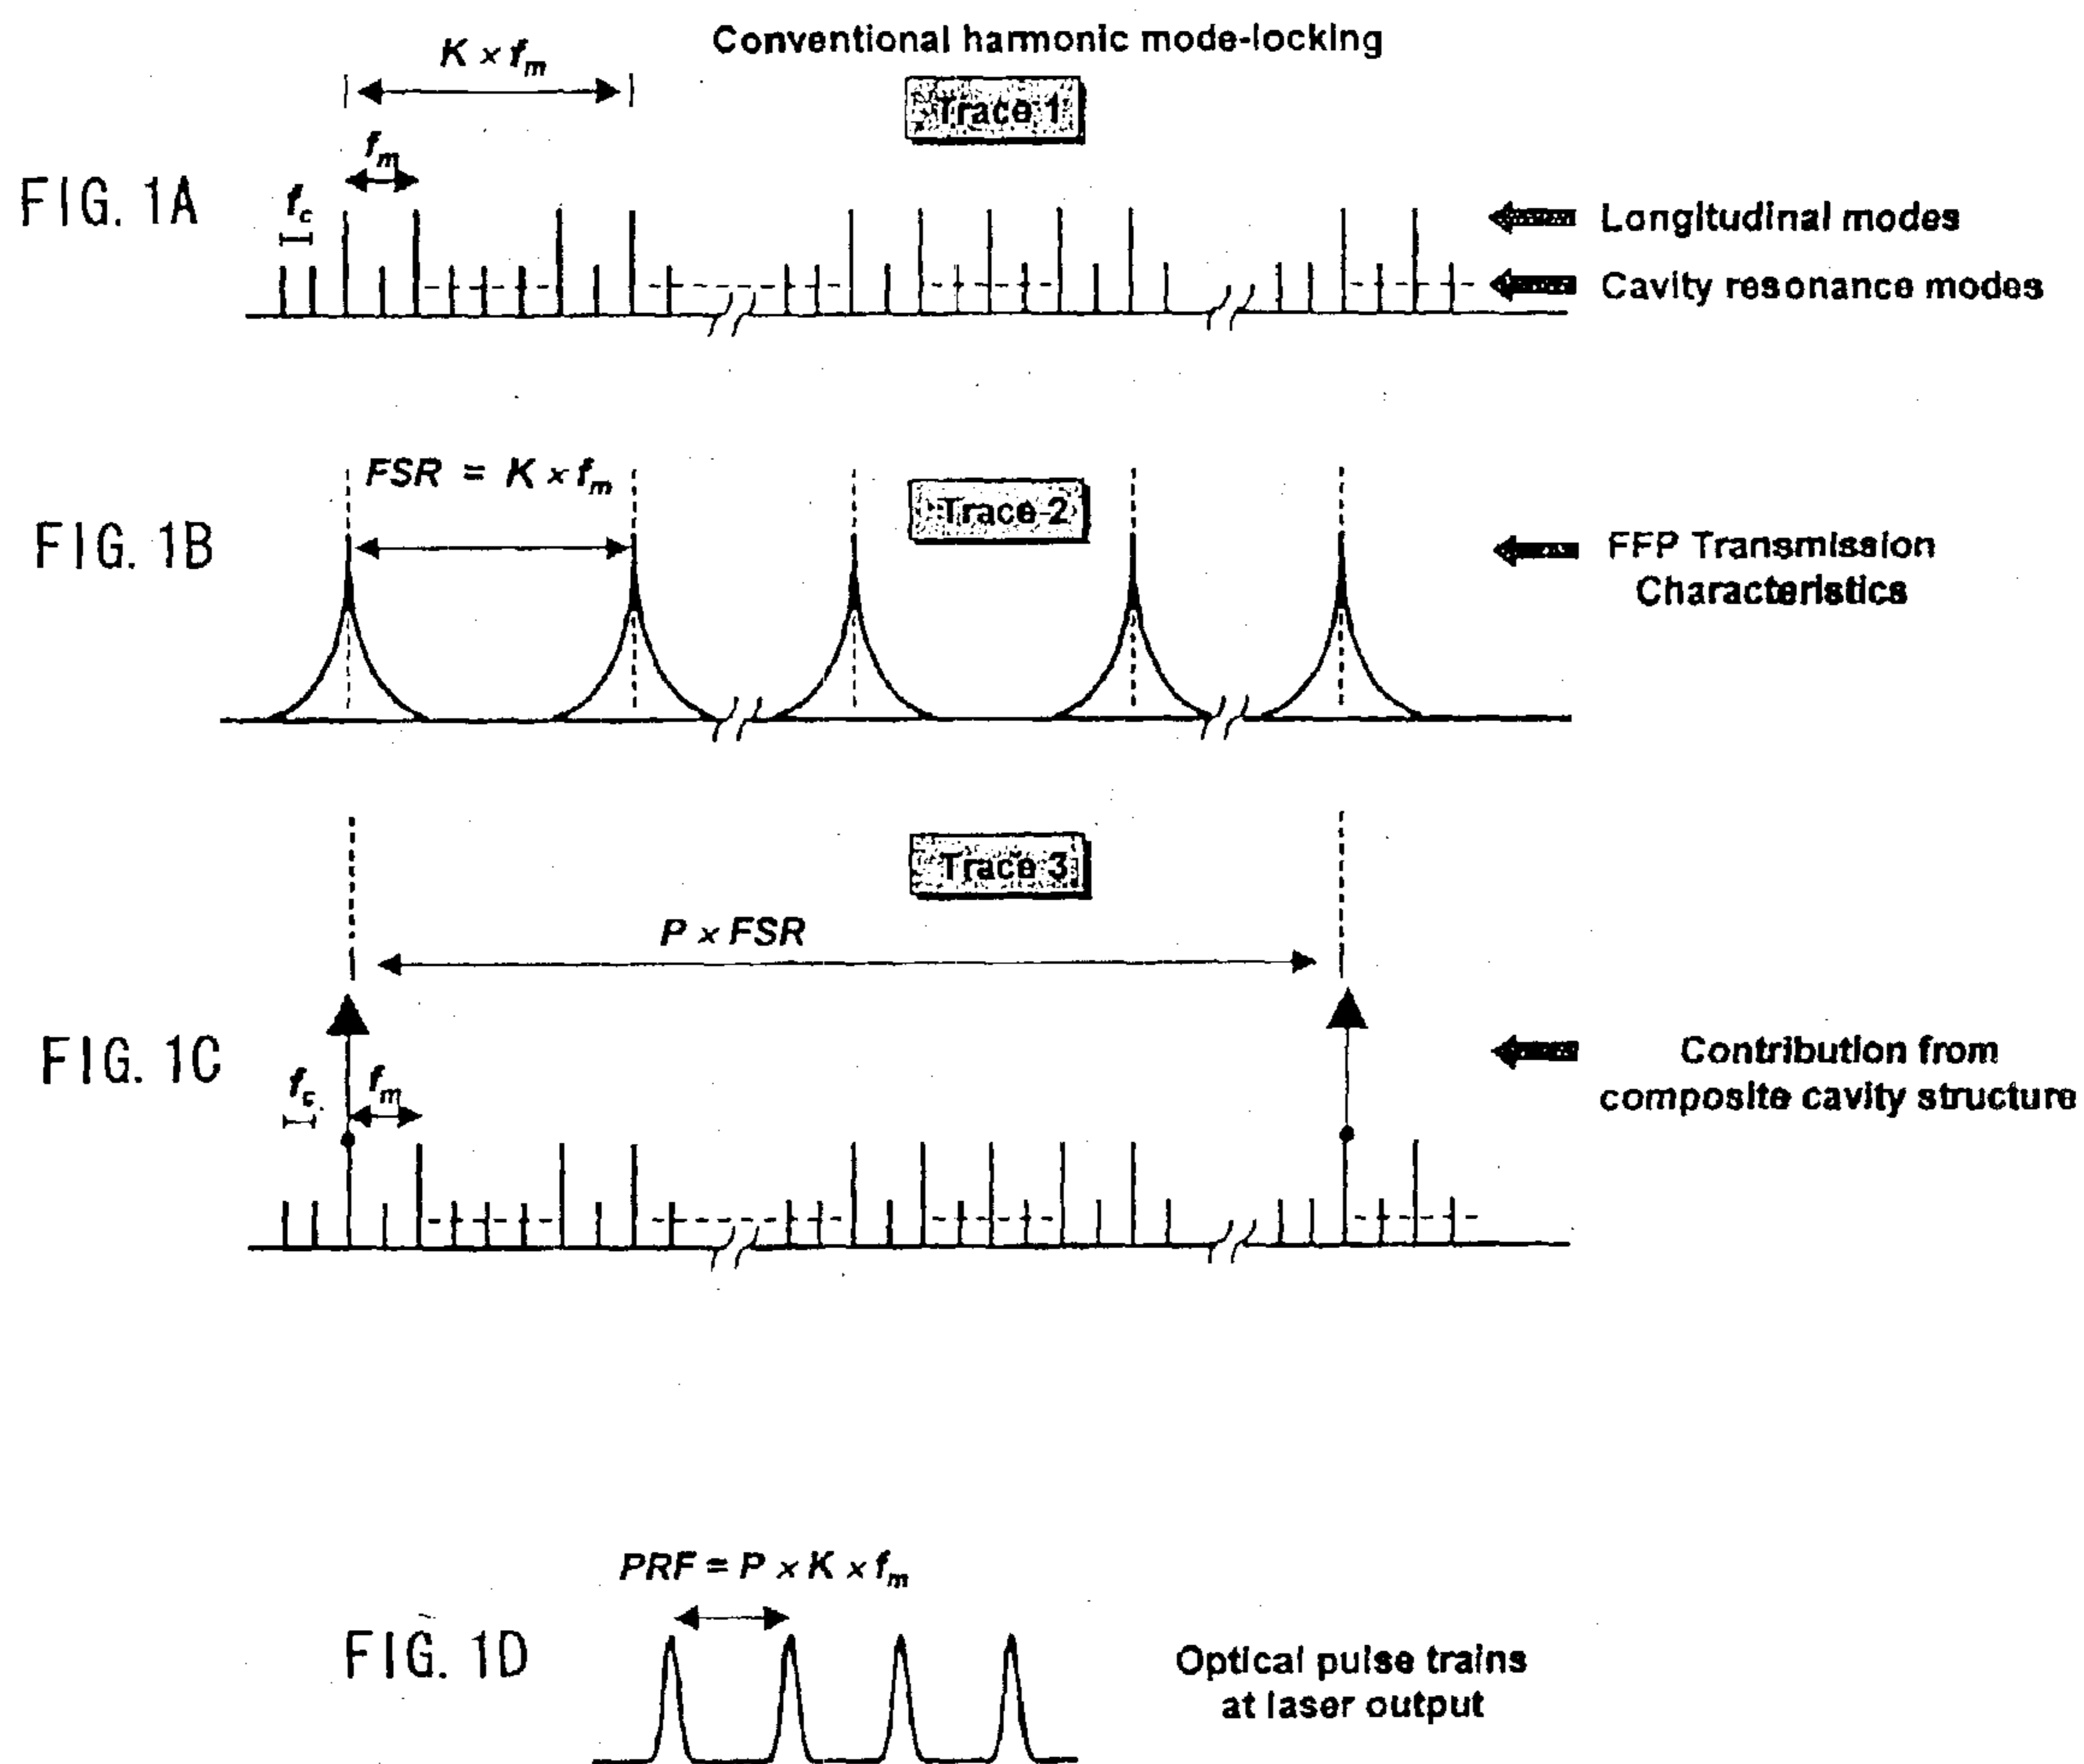 Conventional harmonic mode-locking
K × fm
Trace 1
fm
FIG. 1A
fc
Longitudinal modes
Cavity resonance modes
FSR = K × fm
Trace 2
FIG. 1B
FFP Transmission
Characteristics
Trace 3
P × FSR
FIG. 1C
fc
fm
Contribution from
composite cavity structure
PRF = P × K × fm
FIG. 1D
Optical pulse trains
at laser output